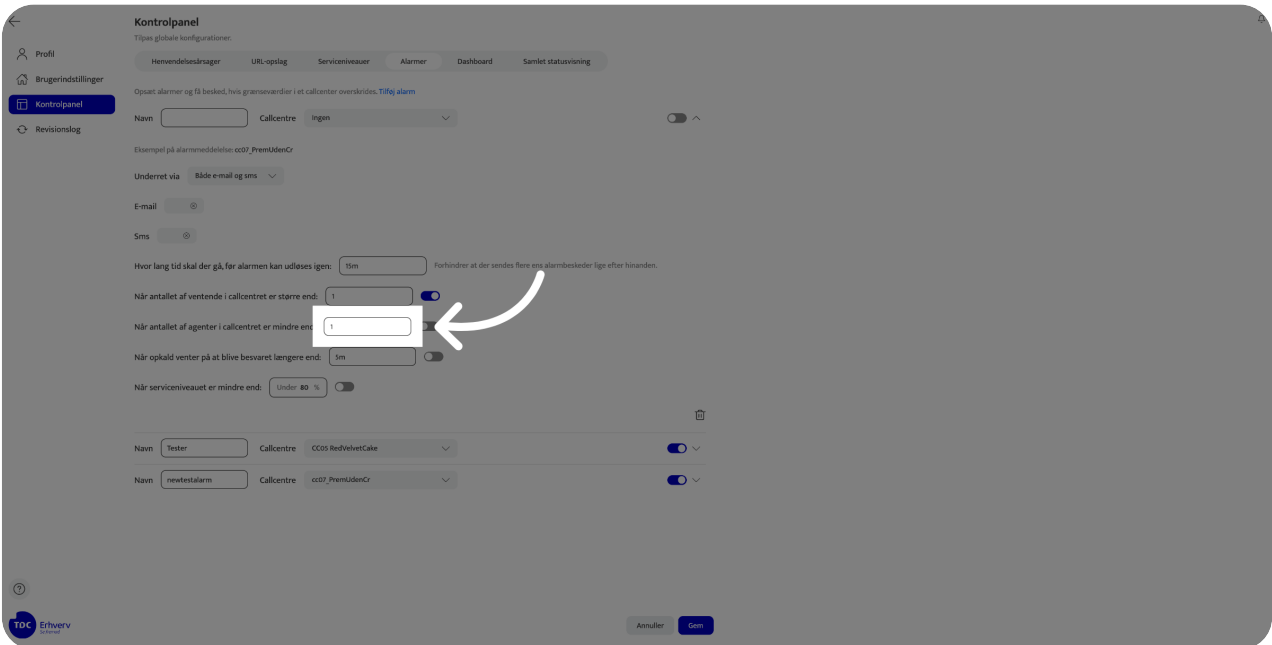 Kontrolpanel
Tilpas globale konfigurationer.
Profil
Brugerindstillinger
Kontrolpanel
Revisionslog
Henvendelsesårsager URL-opslag Serviceniveauer Alarmer Dashboard Samlet statusvisning
Opsæt alarmer og få besked, hvis grænseværdier i et callcenter overskrides. Tilføj alarm
Navn Callcentre Ingen
Eksempel på alarmmeddelelse: cc07_PremUdenCr
Underret via Både e-mail og sms
E-mail
Sms
Hvor lang tid skal der gå, før alarmen kan udløses igen: 15m Forhindrer at der sendes flere ens alarmbeskeder lige efter hinanden.
Når antallet af ventende i callcentret er større end: 1
Når antallet af agenter i callcentret er mindre end 1
Når opkald venter på at blive besvaret længere end: 5m
Når serviceniveauet er mindre end: Under 80 %
Navn Tester Callcentre CC05 RedVelvetCake
Navn newtestalarm Callcentre cc07_PremUdenCr
Annuller Gem
TDC Erhverv